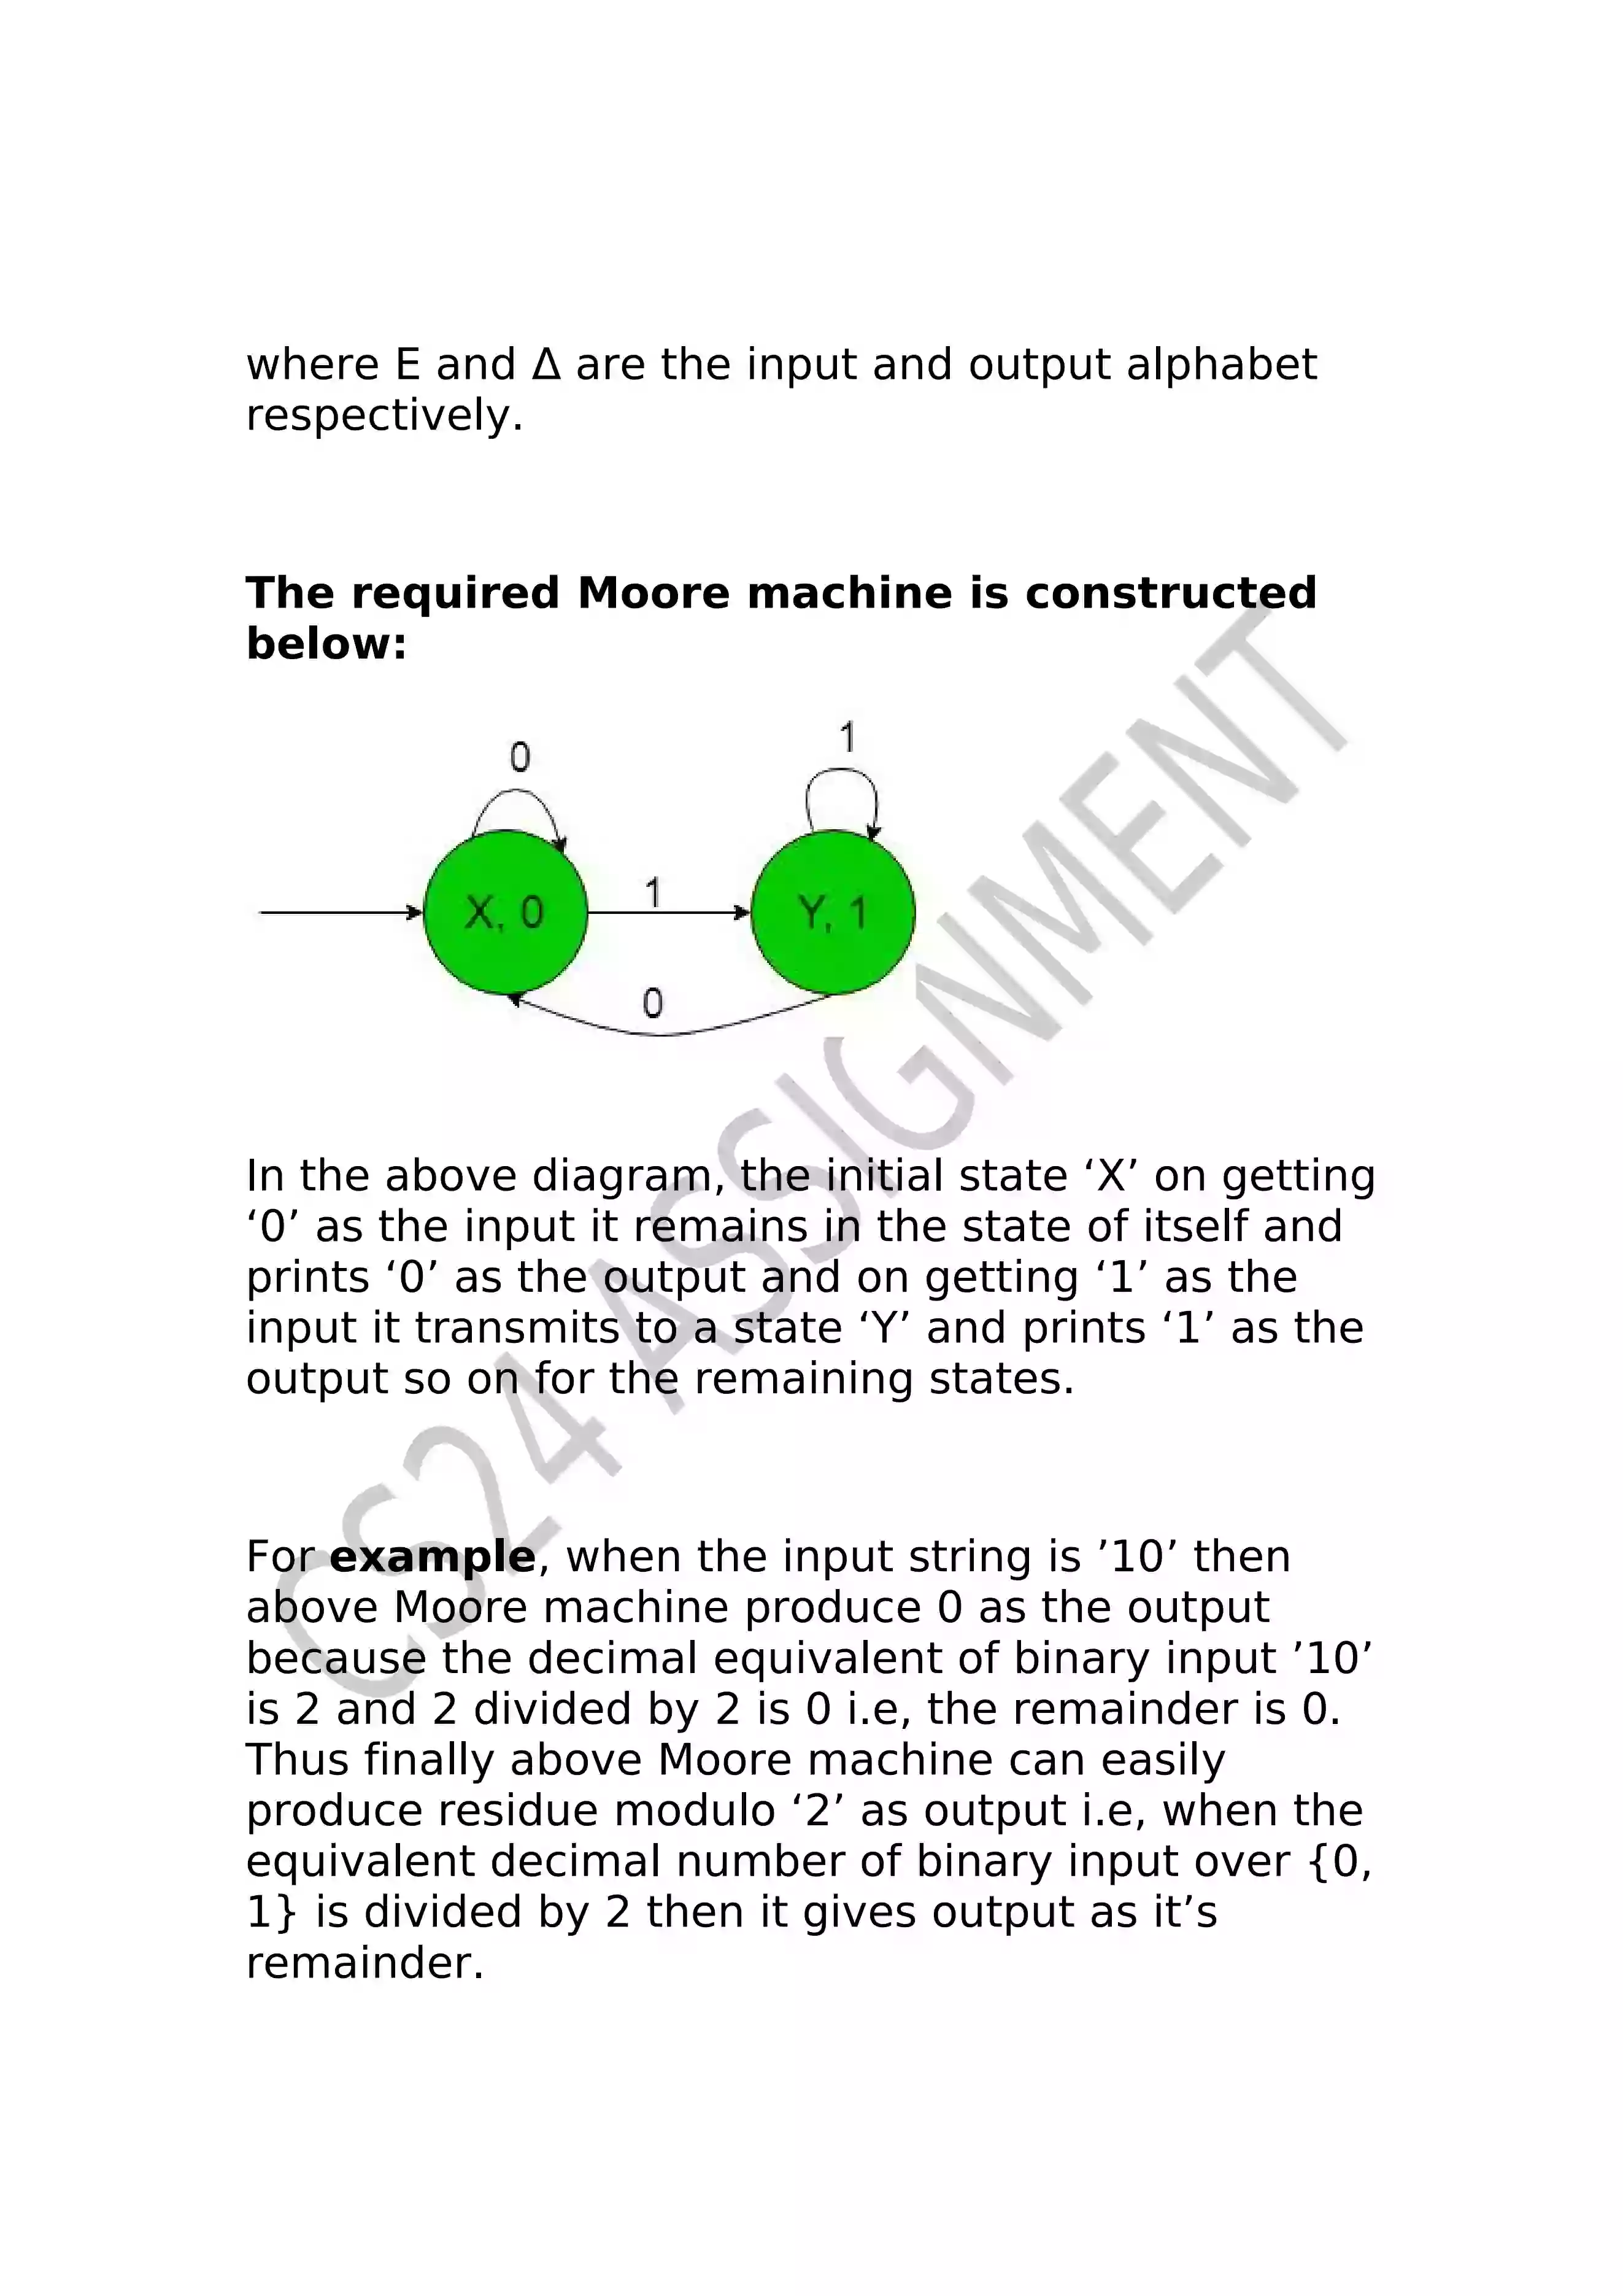 where E and Δ are the input and output alphabet
respectively.
The required Moore machine is constructed
below:
0
1
X, 0
1
Y, 1
0
In the above diagram, the initial state ‘X’ on getting
‘0’ as the input it remains in the state of itself and
prints ‘0’ as the output and on getting ‘1’ as the
input it transmits to a state ‘Y’ and prints ‘1’ as the
output so on for the remaining states.
For example, when the input string is ’10’ then
above Moore machine produce 0 as the output
because the decimal equivalent of binary input ’10’
is 2 and 2 divided by 2 is 0 i.e, the remainder is 0.
Thus finally above Moore machine can easily
produce residue modulo ‘2’ as output i.e, when the
equivalent decimal number of binary input over {0,
1} is divided by 2 then it gives output as it’s
remainder.
CS24 ASSIGNMENT